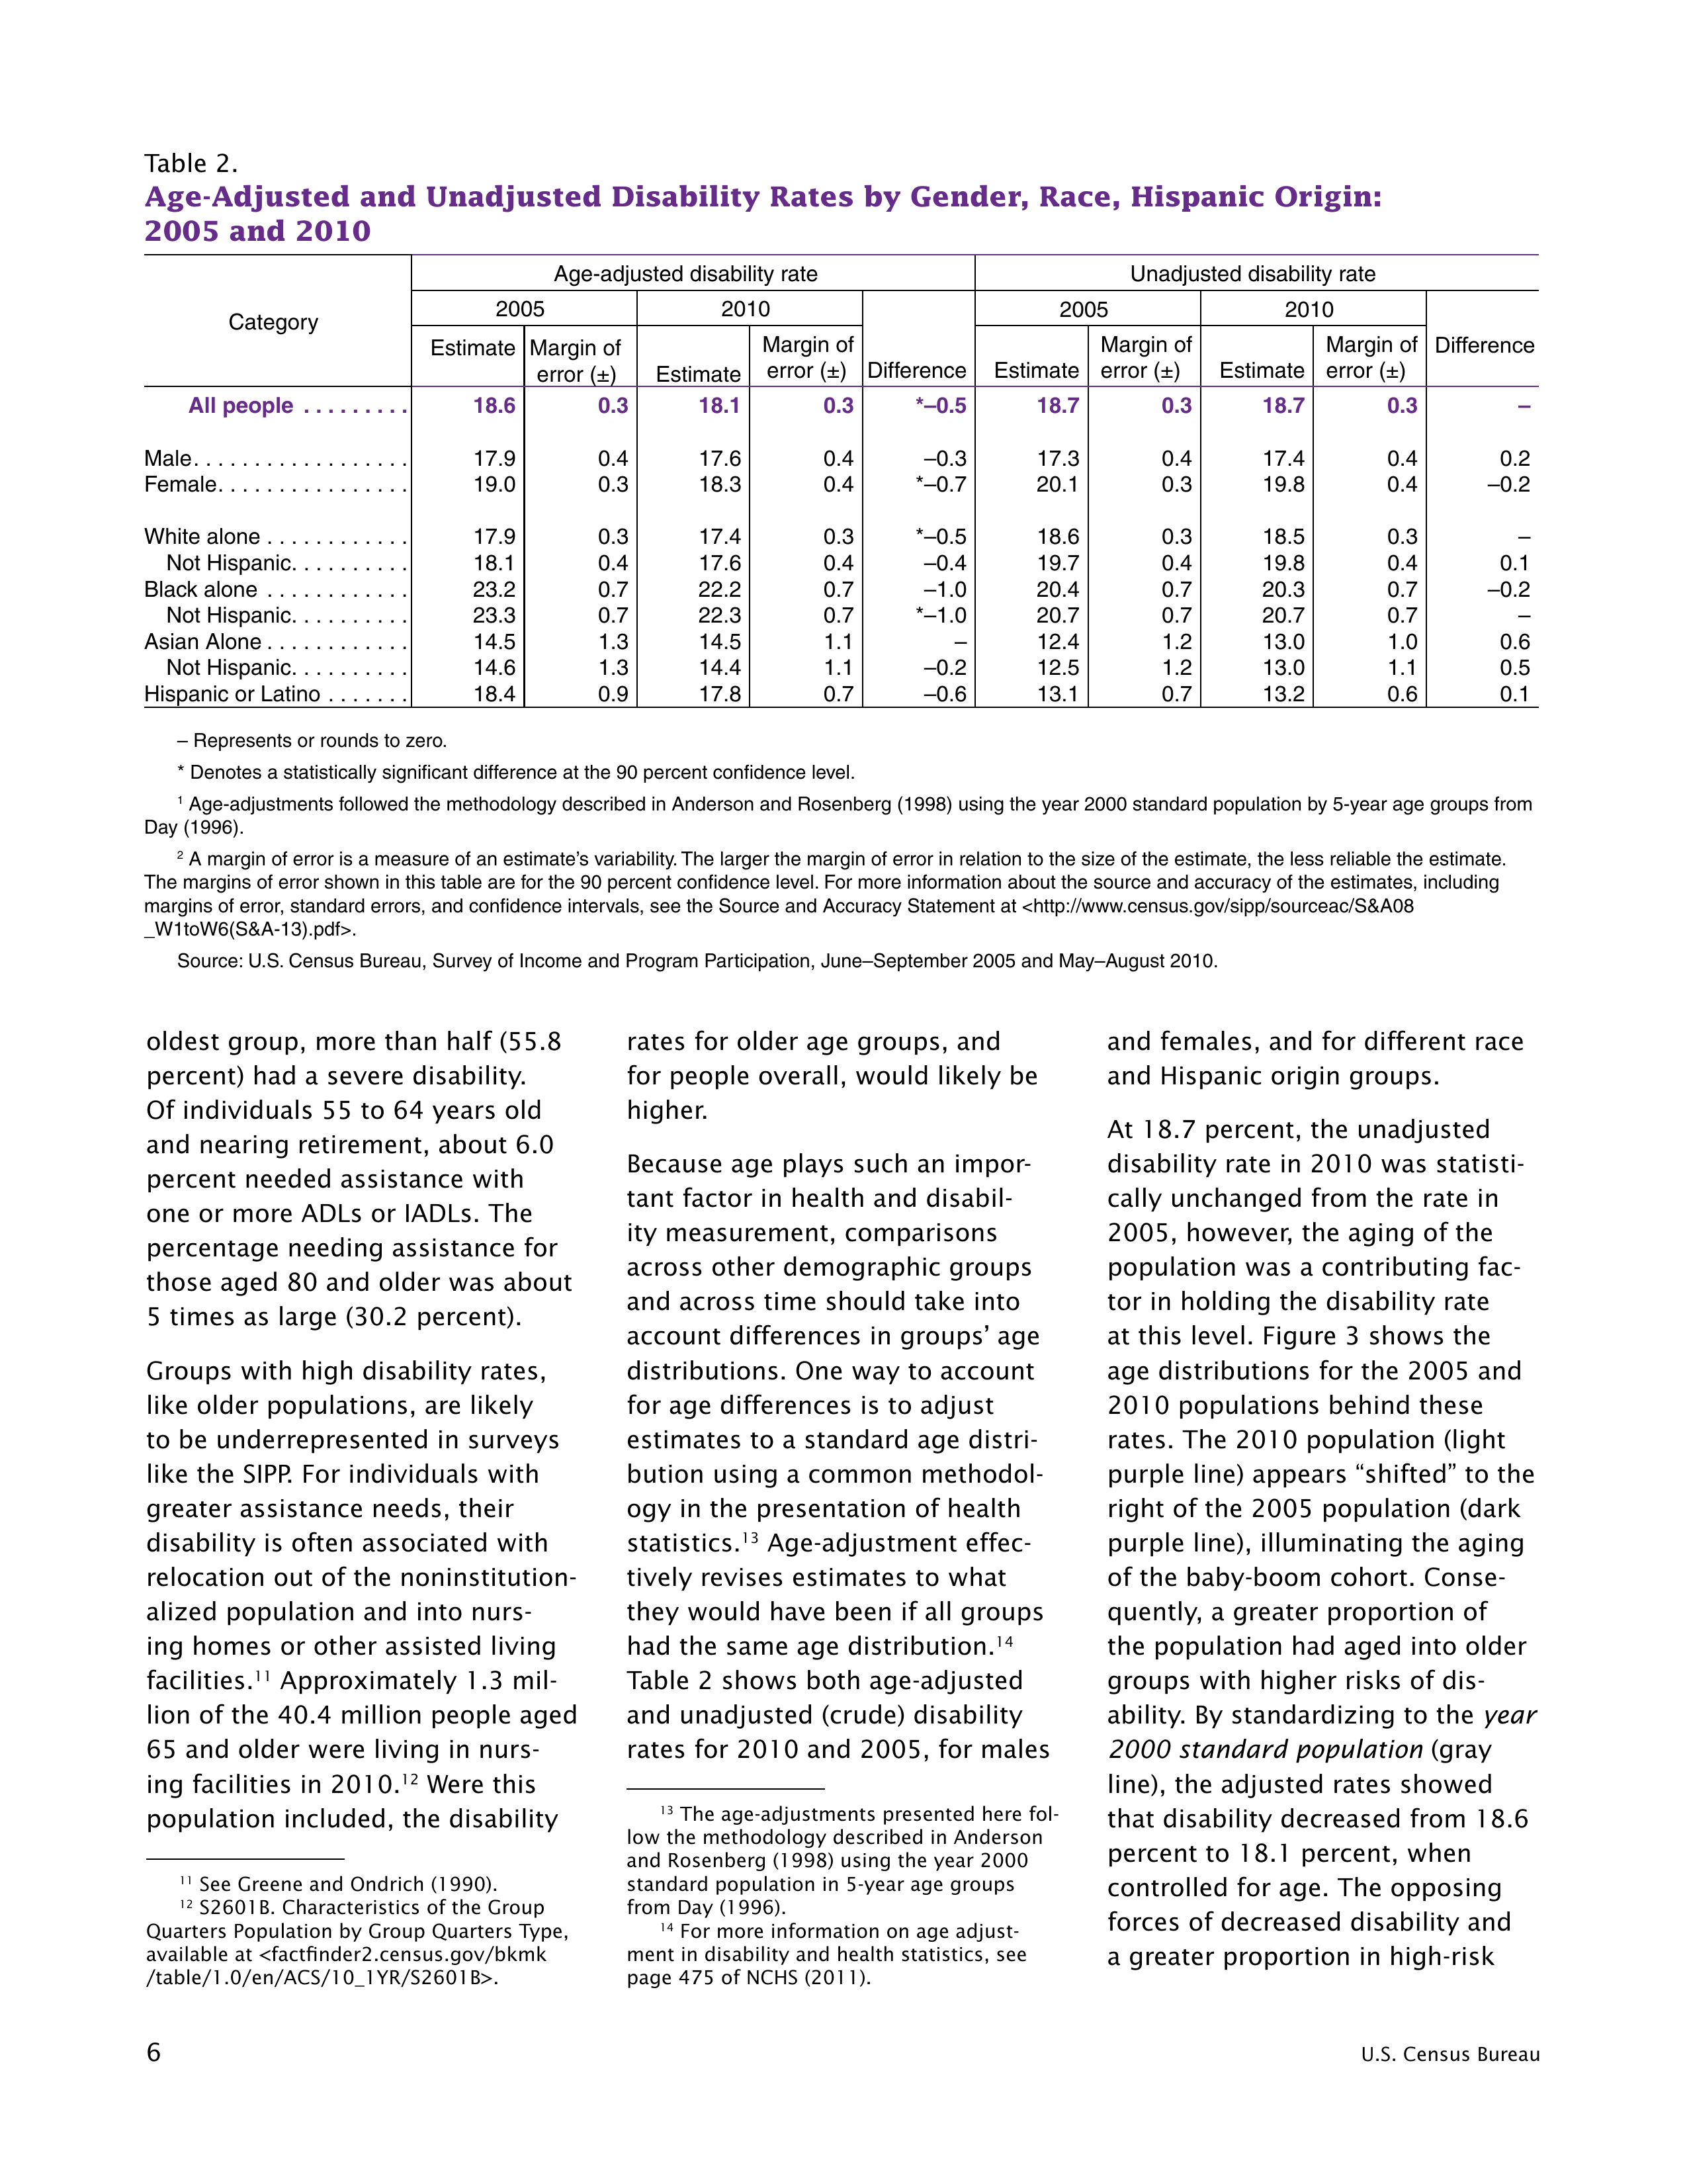 Table 2.
Age-Adjusted and Unadjusted Disability Rates by Gender, Race, Hispanic Origin:
2005 and 2010
Category
Age-adjusted disability rate
Unadjusted disability rate
2005
2010
Difference
2005
2010
Difference
Estimate
Margin of
error (±)
Estimate
Margin of
error (±)
Estimate
Margin of
error (±)
Estimate
Margin of
error (±)
All people . . . . . . . . . 18.6 0.3 18.1 0.3 *–0.5 18.7 0.3 18.7 0.3 –
Male. . . . . . . . . . . . . . . . . . 17.9 0.4 17.6 0.4 –0.3 17.3 0.4 17.4 0.4 0.2
Female. . . . . . . . . . . . . . . . 19.0 0.3 18.3 0.4 *–0.7 20.1 0.3 19.8 0.4 –0.2
White alone . . . . . . . . . . . . 17.9 0.3 17.4 0.3 *–0.5 18.6 0.3 18.5 0.3 –
Not Hispanic. . . . . . . . . . 18.1 0.4 17.6 0.4 –0.4 19.7 0.4 19.8 0.4 0.1
Black alone . . . . . . . . . . . . 23.2 0.7 22.2 0.7 –1.0 20.4 0.7 20.3 0.7 –0.2
Not Hispanic. . . . . . . . . . 23.3 0.7 22.3 0.7 *–1.0 20.7 0.7 20.7 0.7 –
Asian Alone . . . . . . . . . . . . 14.5 1.3 14.5 1.1 – 12.4 1.2 13.0 1.0 0.6
Not Hispanic. . . . . . . . . . 14.6 1.3 14.4 1.1 –0.2 12.5 1.2 13.0 1.1 0.5
Hispanic or Latino . . . . . . . 18.4 0.9 17.8 0.7 –0.6 13.1 0.7 13.2 0.6 0.1
– Represents or rounds to zero.
* Denotes a statistically significant difference at the 90 percent confidence level.
1 Age-adjustments followed the methodology described in Anderson and Rosenberg (1998) using the year 2000 standard population by 5-year age groups from
Day (1996).
2 A margin of error is a measure of an estimate’s variability. The larger the margin of error in relation to the size of the estimate, the less reliable the estimate.
The margins of error shown in this table are for the 90 percent confidence level. For more information about the source and accuracy of the estimates, including
margins of error, standard errors, and confidence intervals, see the Source and Accuracy Statement at <http://www.census.gov/sipp/sourceac/S&A08
_W1toW6(S&A-13).pdf>.
Source: U.S. Census Bureau, Survey of Income and Program Participation, June–September 2005 and May–August 2010.
oldest group, more than half (55.8
percent) had a severe disability.
Of individuals 55 to 64 years old
and nearing retirement, about 6.0
percent needed assistance with
one or more ADLs or IADLs. The
percentage needing assistance for
those aged 80 and older was about
5 times as large (30.2 percent).
Groups with high disability rates,
like older populations, are likely
to be underrepresented in surveys
like the SIPP. For individuals with
greater assistance needs, their
disability is often associated with
relocation out of the noninstitution-
alized population and into nurs-
ing homes or other assisted living
facilities.11 Approximately 1.3 mil-
lion of the 40.4 million people aged
65 and older were living in nurs-
ing facilities in 2010.12 Were this
population included, the disability
11 See Greene and Ondrich (1990).
12 S2601B. Characteristics of the Group
Quarters Population by Group Quarters Type,
available at <factfinder2.census.gov/bkmk
/table/1.0/en/ACS/10_1YR/S2601B>.
rates for older age groups, and
for people overall, would likely be
higher.
Because age plays such an impor-
tant factor in health and disabil-
ity measurement, comparisons
across other demographic groups
and across time should take into
account differences in groups’ age
distributions. One way to account
for age differences is to adjust
estimates to a standard age distri-
bution using a common methodol-
ogy in the presentation of health
statistics.13 Age-adjustment effec-
tively revises estimates to what
they would have been if all groups
had the same age distribution.14
Table 2 shows both age-adjusted
and unadjusted (crude) disability
rates for 2010 and 2005, for males
13 The age-adjustments presented here fol-
low the methodology described in Anderson
and Rosenberg (1998) using the year 2000
standard population in 5-year age groups
from Day (1996).
14 For more information on age adjust-
ment in disability and health statistics, see
page 475 of NCHS (2011).
and females, and for different race
and Hispanic origin groups.
At 18.7 percent, the unadjusted
disability rate in 2010 was statisti-
cally unchanged from the rate in
2005, however, the aging of the
population was a contributing fac-
tor in holding the disability rate
at this level. Figure 3 shows the
age distributions for the 2005 and
2010 populations behind these
rates. The 2010 population (light
purple line) appears “shifted” to the
right of the 2005 population (dark
purple line), illuminating the aging
of the baby-boom cohort. Conse-
quently, a greater proportion of
the population had aged into older
groups with higher risks of dis-
ability. By standardizing to the year
2000 standard population (gray
line), the adjusted rates showed
that disability decreased from 18.6
percent to 18.1 percent, when
controlled for age. The opposing
forces of decreased disability and
a greater proportion in high-risk
6
U.S. Census Bureau